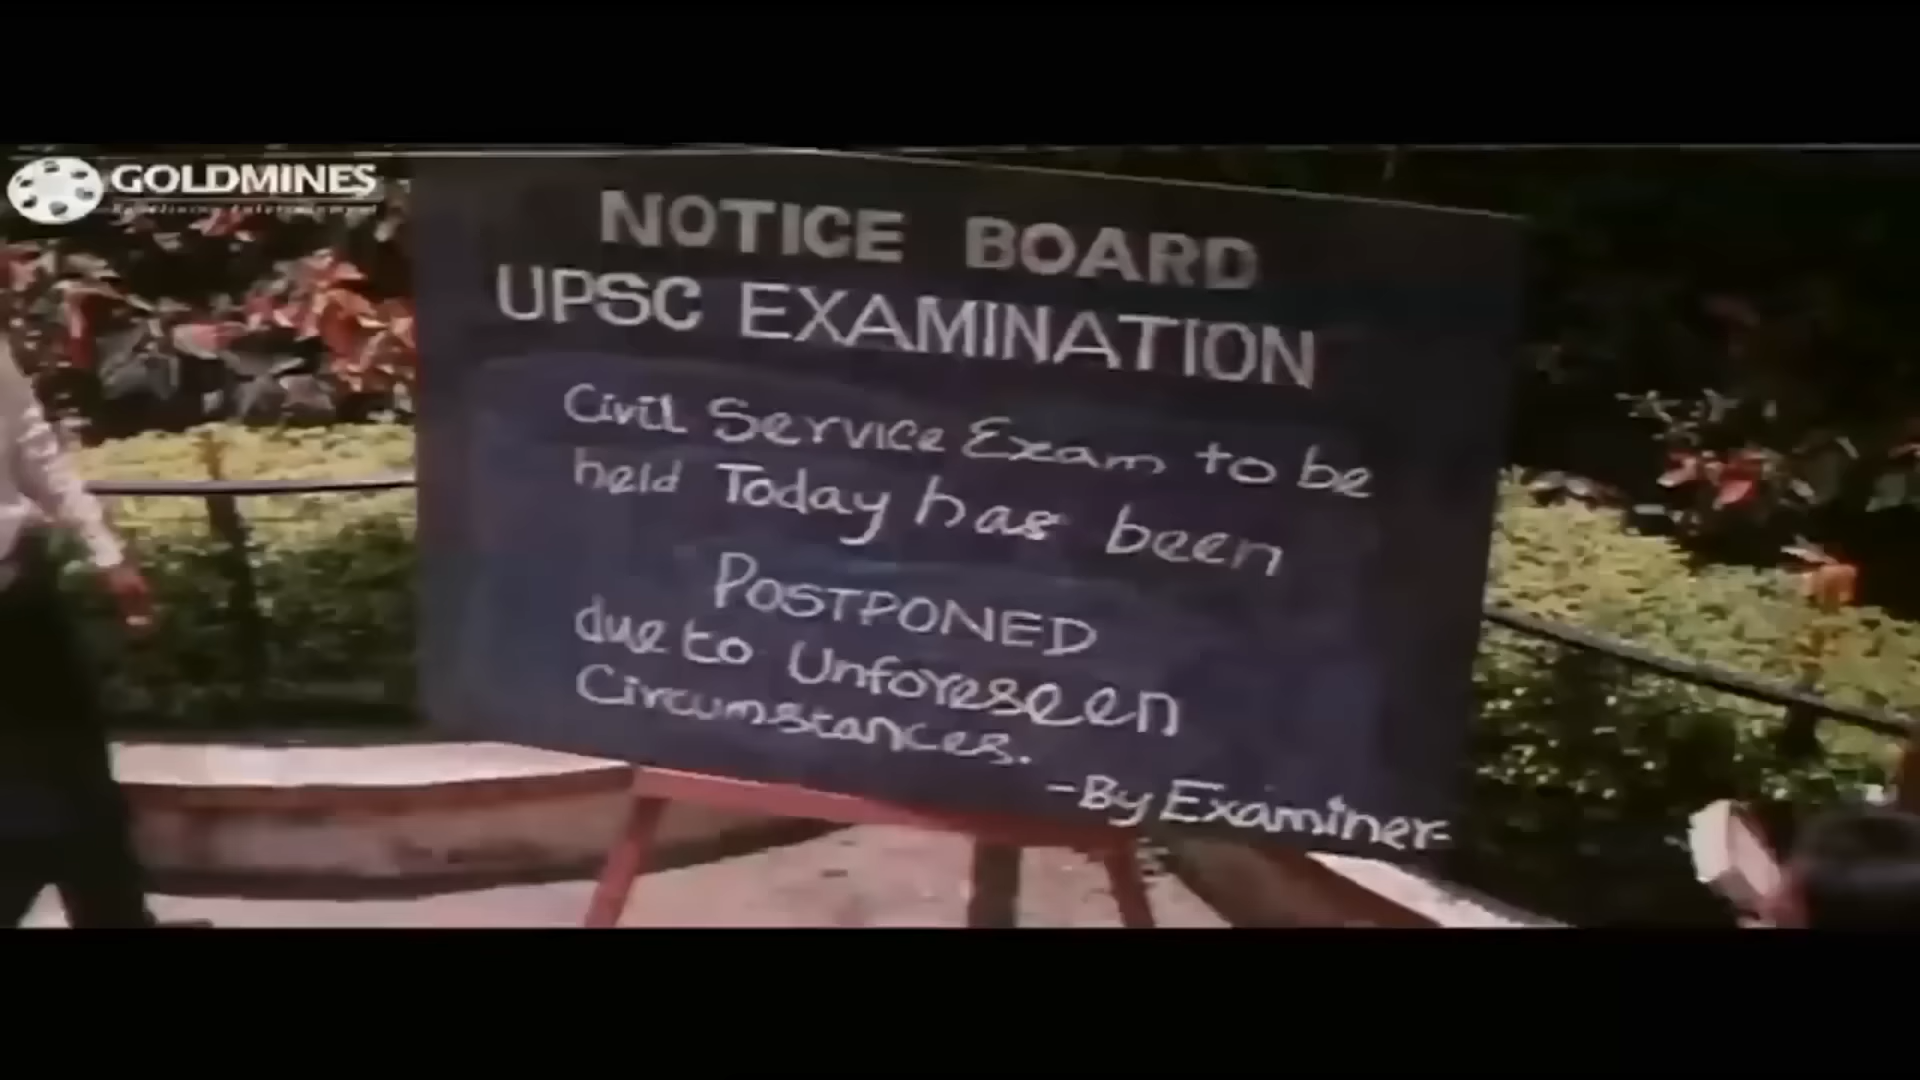 GOLDMINES
NOTICE BOARD
UPSC EXAMINATION
Civil Service Exam to be
held Today has been
POSTPONED
due to Unforeseen
Circumstances.
-By Examiner-